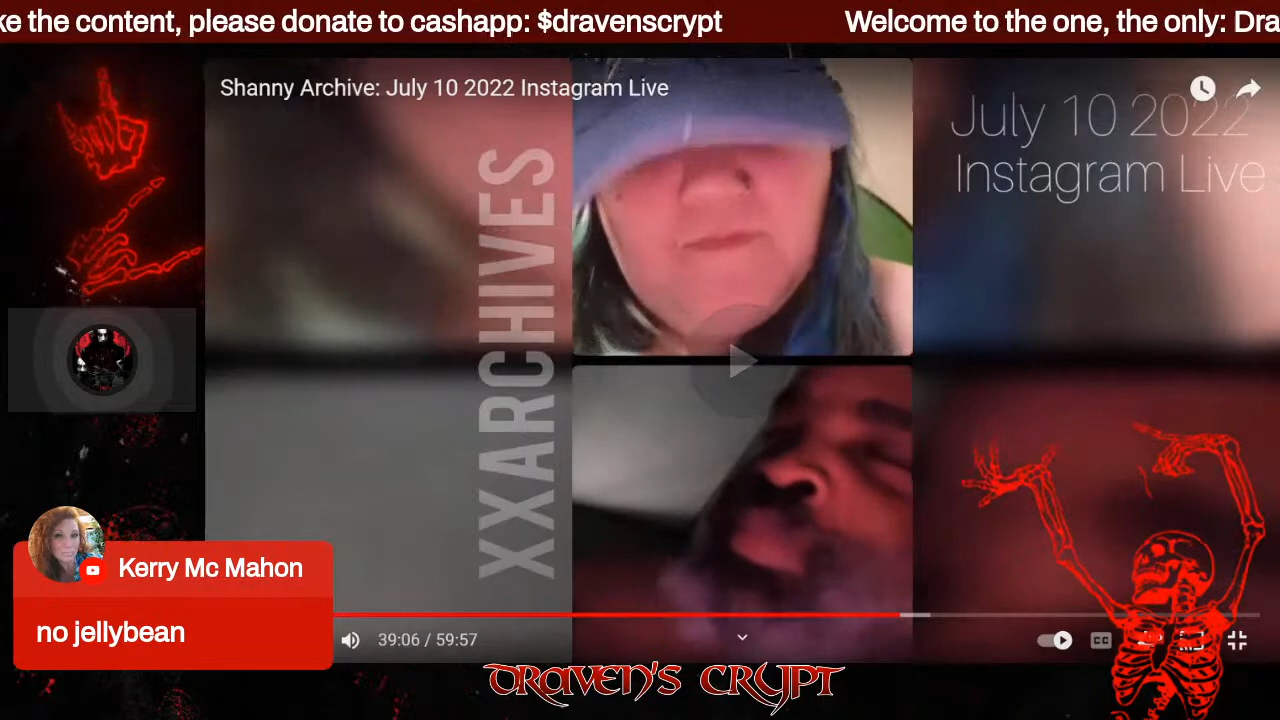 ke the content, please donate to cashapp: $dravenscrypt
Welcome to the one, the only: Dra
Shanny Archive: July 10 2022 Instagram Live
July 10 2022
Instagram Live
XXARCHIVES
Kerry Mc Mahon
no jellybean
39:06 / 59:57
CC
DRAVEN'S CRYPT